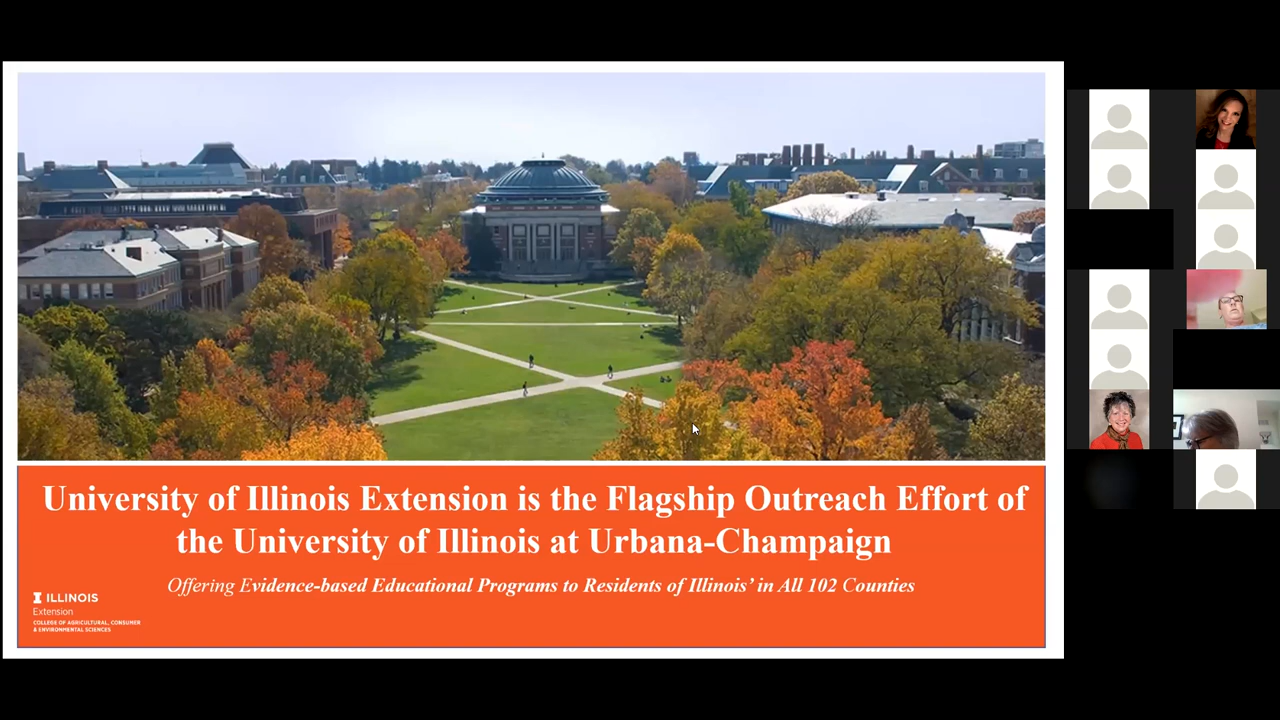 University of Illinois Extension is the Flagship Outreach Effort of
the University of Illinois at Urbana-Champaign
Offering Evidence-based Educational Programs to Residents of Illinois’ in All 102 Counties
ILLINOIS
Extension
COLLEGE OF AGRICULTURAL, CONSUMER
& ENVIRONMENTAL SCIENCES